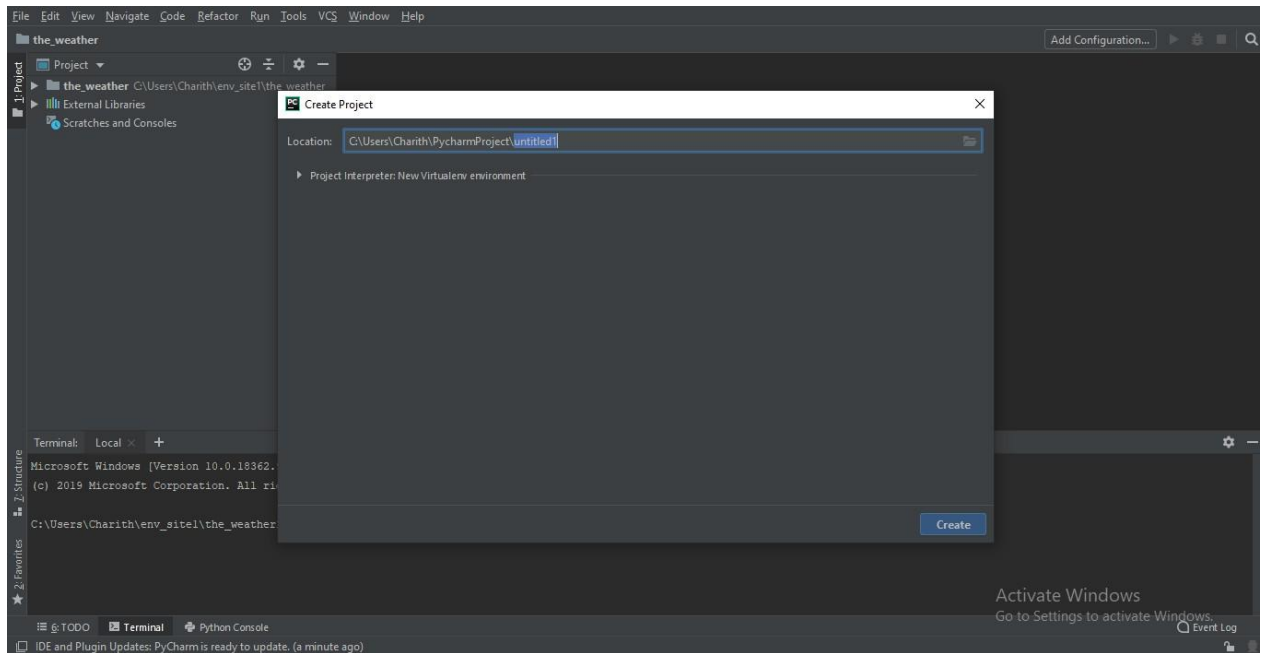 File Edit View Navigate Code Refactor Run Tools VCS Window Help
the_weather
Add Configuration...
1: Project
Project
the_weather C:\Users\Charith\env_site1\the_weather
External Libraries
Scratches and Consoles
PC Create Project
Location: C:\Users\Charith\PycharmProject\untitled1
Project Interpreter: New Virtualenv environment
Create
Terminal: Local +
Microsoft Windows [Version 10.0.18362.
(c) 2019 Microsoft Corporation. All ri
C:\Users\Charith\env_site1\the_weather
Z: Structure
2: Favorites
Activate Windows
Go to Settings to activate Windows.
6: TODO Terminal Python Console
Event Log
IDE and Plugin Updates: PyCharm is ready to update. (a minute ago)